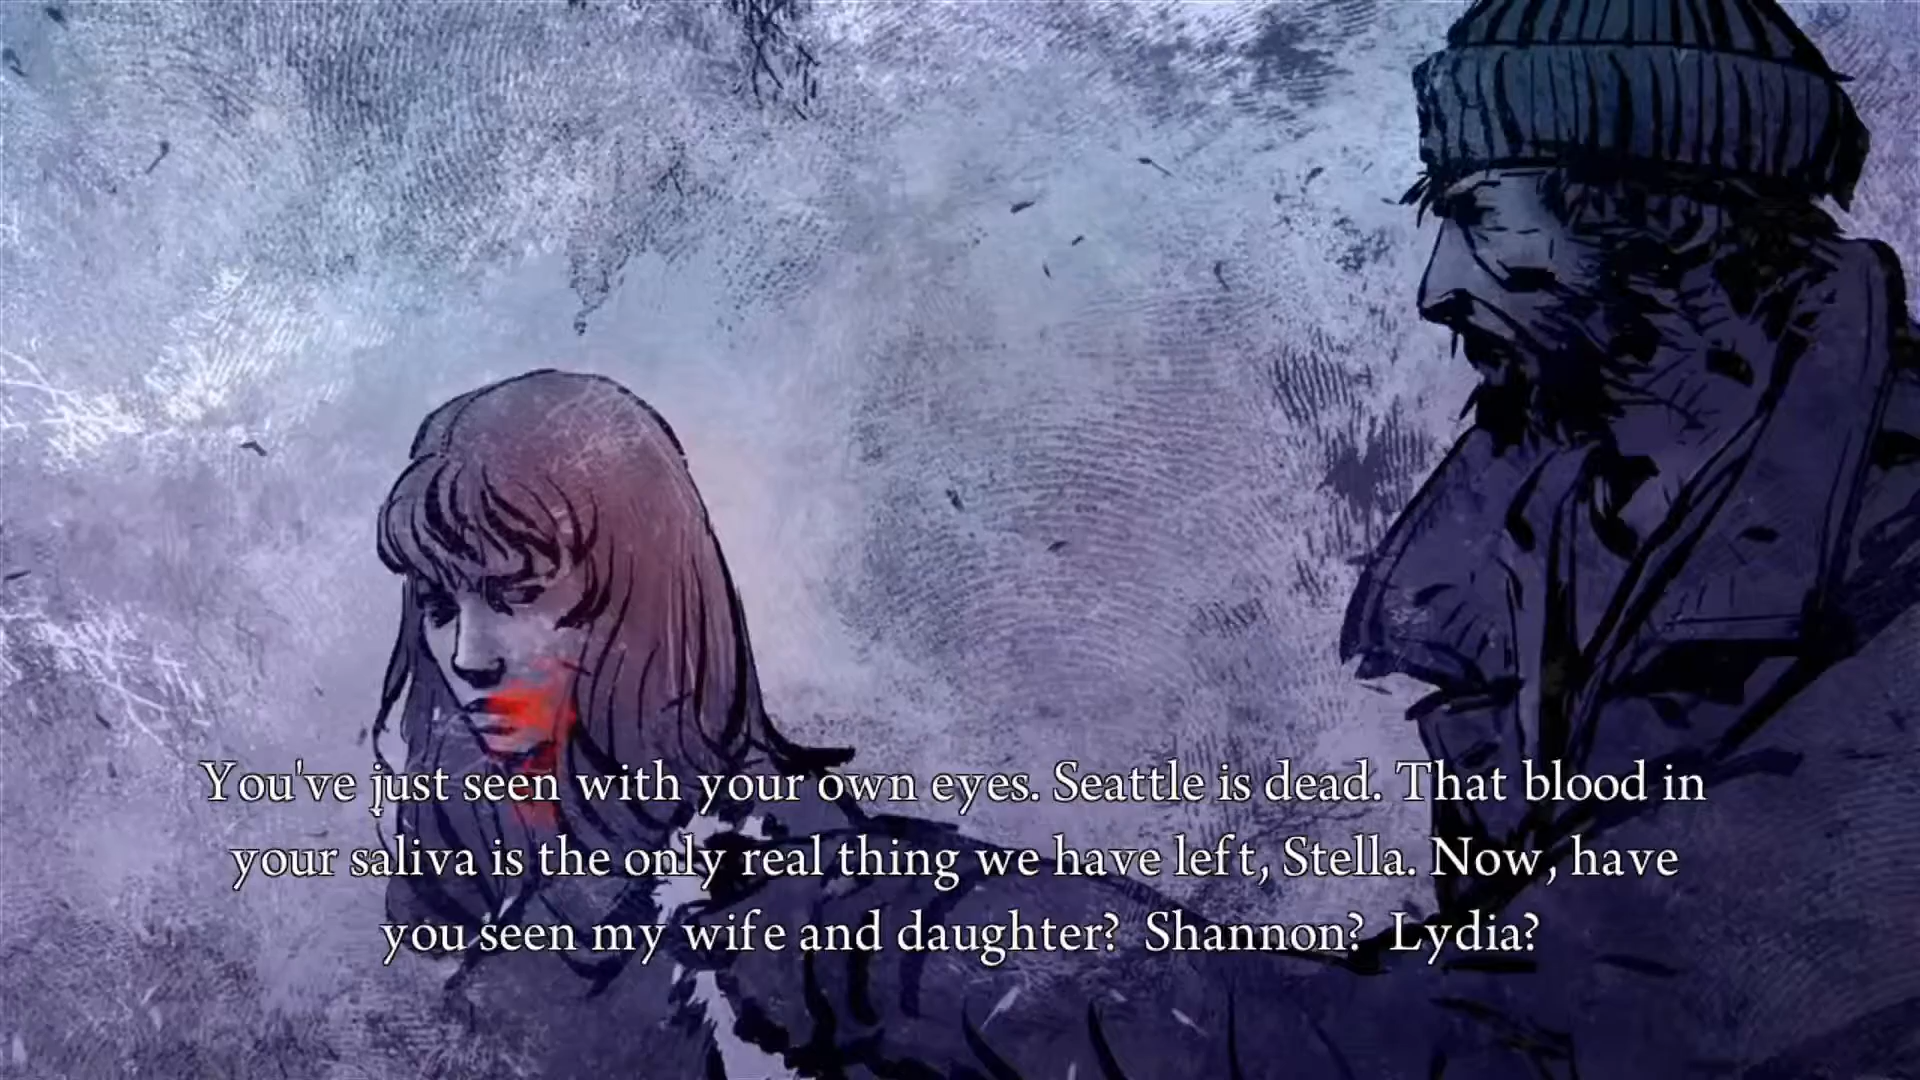 You've just seen with your own eyes. Seattle is dead. That blood in
your saliva is the only real thing we have left, Stella. Now, have
you seen my wife and daughter?  Shannon?  Lydia?